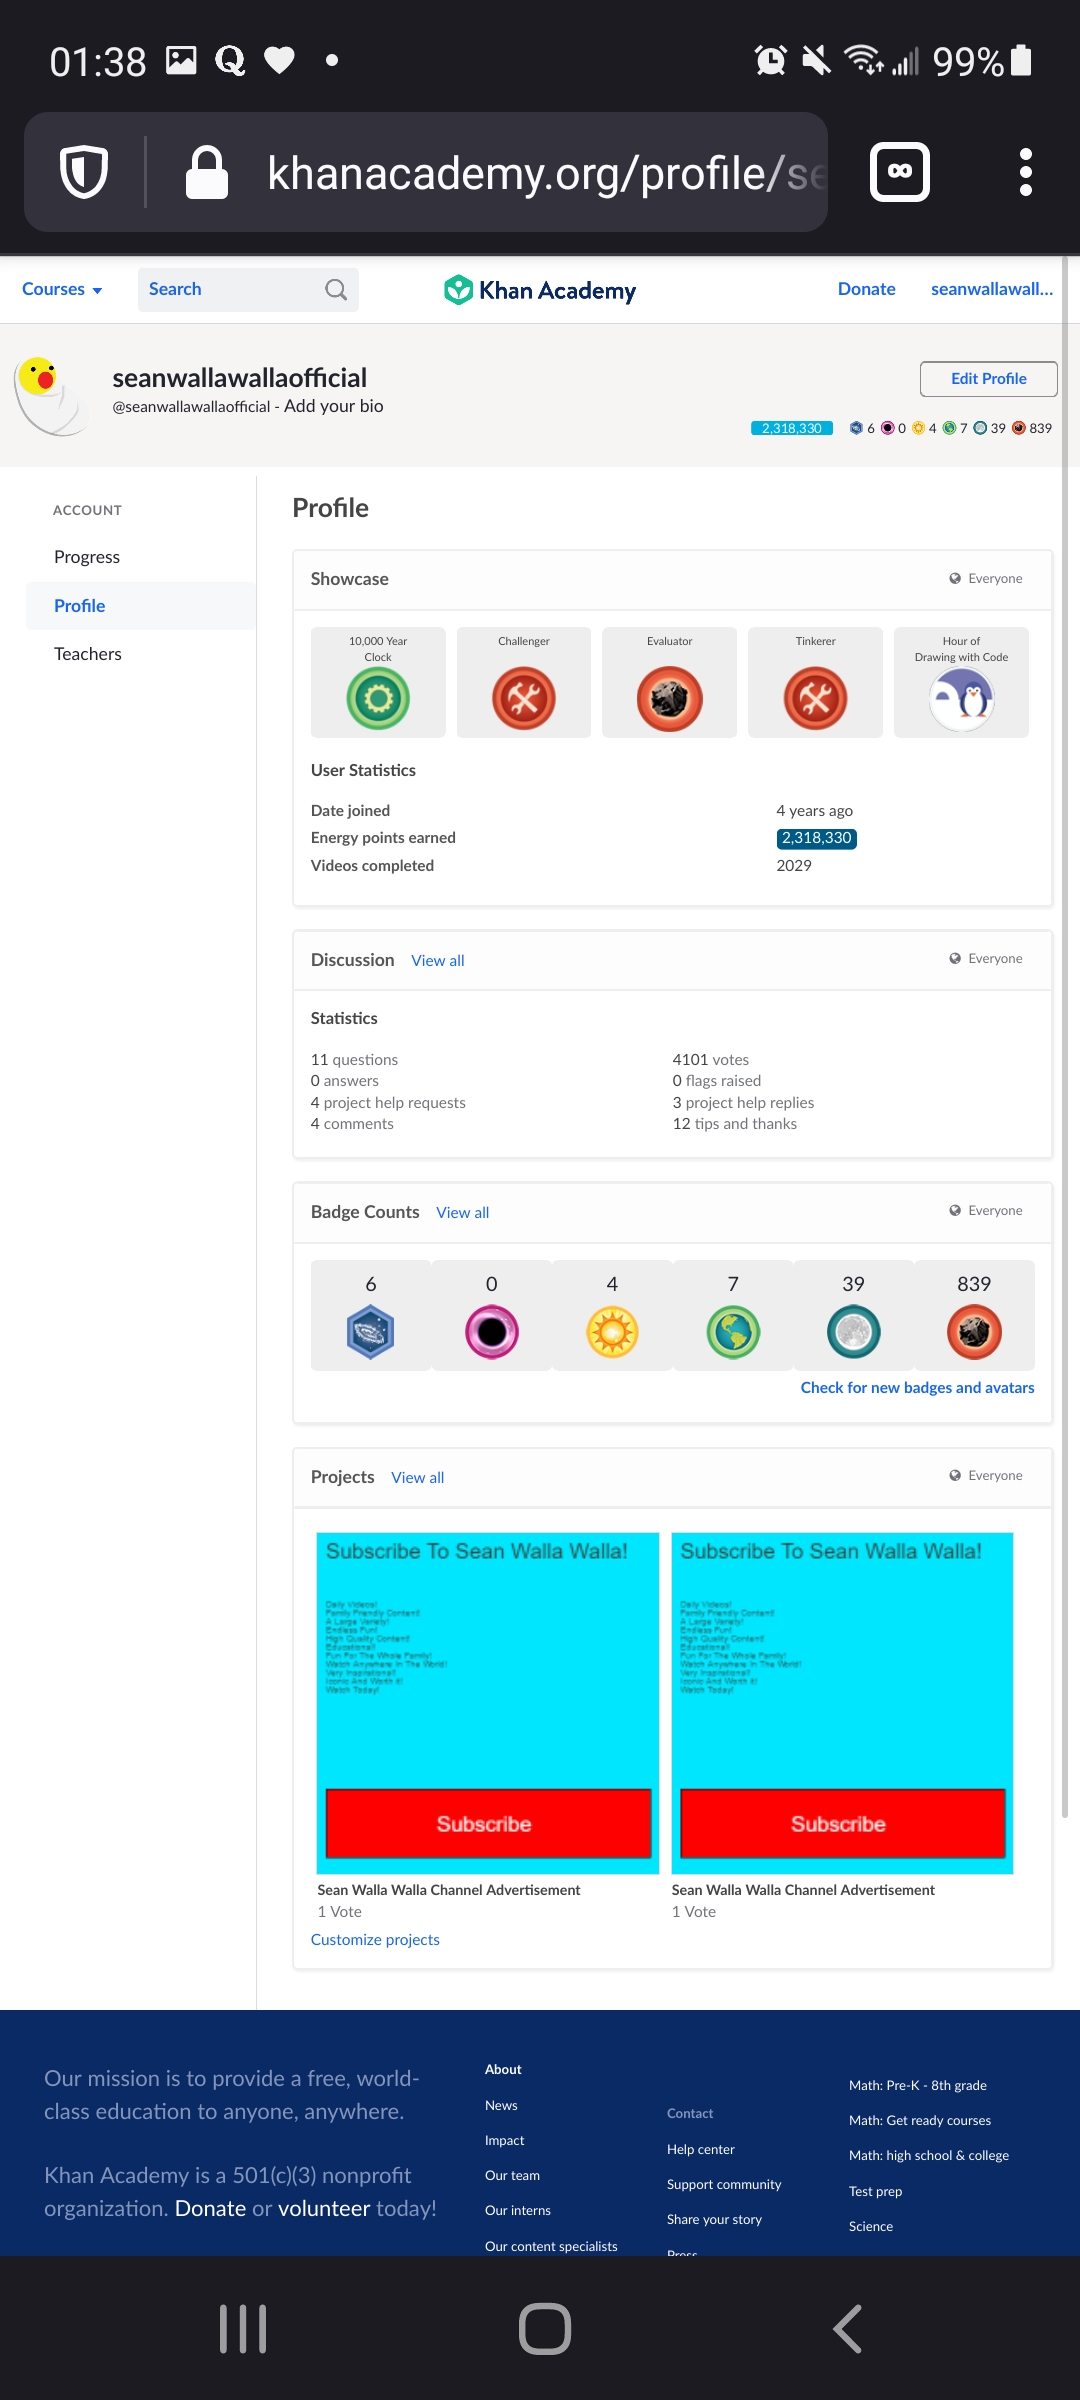 01:38
99%
khanacademy.org/profile/se
Courses
Search
Khan Academy
Donate
seanwallawall...
seanwallawallaofficial
@seanwallawallaofficial - Add your bio
Edit Profile
2,318,330 6 0 4 7 39 839
ACCOUNT
Progress
Profile
Teachers
Profile
Showcase
Everyone
10,000 Year
Clock
Challenger
Evaluator
Tinkerer
Hour of
Drawing with Code
User Statistics
Date joined 4 years ago
Energy points earned 2,318,330
Videos completed 2029
Discussion View all
Everyone
Statistics
11 questions
0 answers
4 project help requests
4 comments
4101 votes
0 flags raised
3 project help replies
12 tips and thanks
Badge Counts View all
Everyone
6 0 4 7 39 839
Check for new badges and avatars
Projects View all
Everyone
Subscribe To Sean Walla Walla!
Daily Videos!
Family Friendly Content!
A Large Variety!
Endless Fun!
High Quality Content!
Educational!
Fun For The Whole Family!
Watch Anywhere In The World!
Very Inspirational!
Iconic And Worth It!
Watch Today!
Subscribe
Sean Walla Walla Channel Advertisement
1 Vote
Subscribe To Sean Walla Walla!
Daily Videos!
Family Friendly Content!
A Large Variety!
Endless Fun!
High Quality Content!
Educational!
Fun For The Whole Family!
Watch Anywhere In The World!
Very Inspirational!
Iconic And Worth It!
Watch Today!
Subscribe
Sean Walla Walla Channel Advertisement
1 Vote
Customize projects
Our mission is to provide a free, world-
class education to anyone, anywhere.
Khan Academy is a 501(c)(3) nonprofit
organization. Donate or volunteer today!
About
News
Impact
Our team
Our interns
Our content specialists
Contact
Help center
Support community
Share your story
Press
Math: Pre-K - 8th grade
Math: Get ready courses
Math: high school & college
Test prep
Science